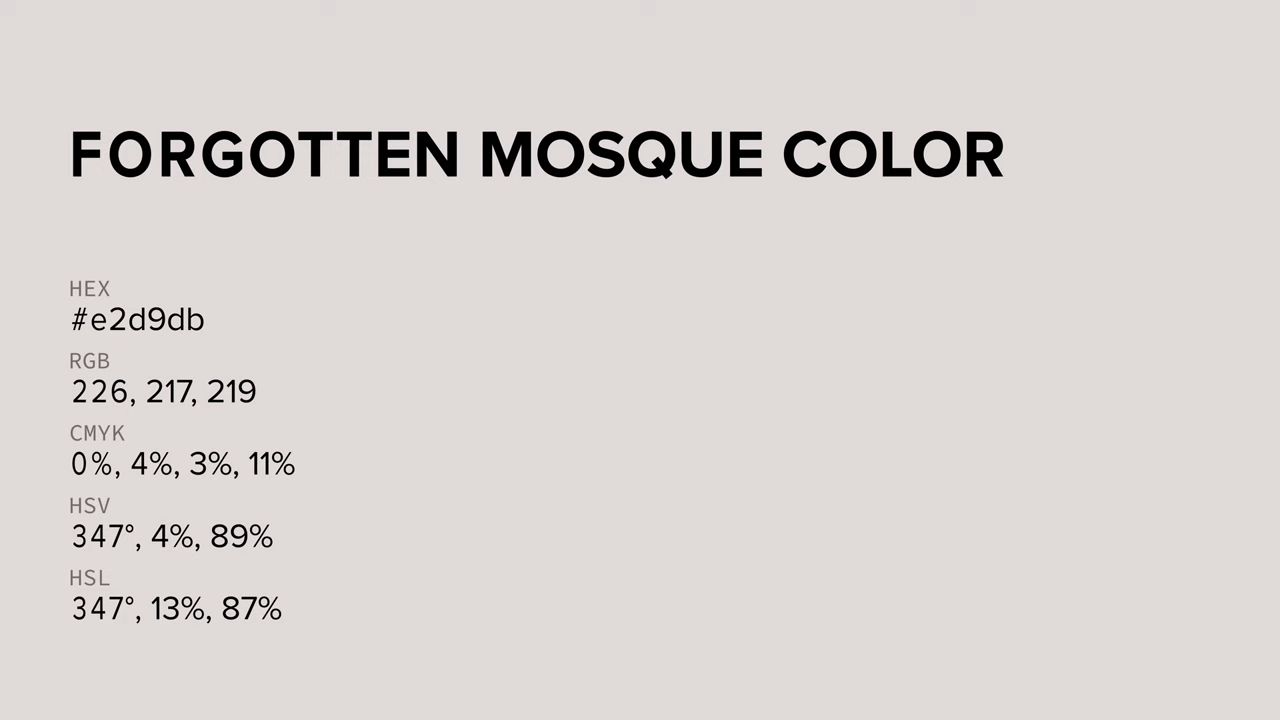 FORGOTTEN MOSQUE COLOR
HEX
#e2d9db
RGB
226, 217, 219
CMYK
0%, 4%, 3%, 11%
HSV
347°, 4%, 89%
HSL
347°, 13%, 87%